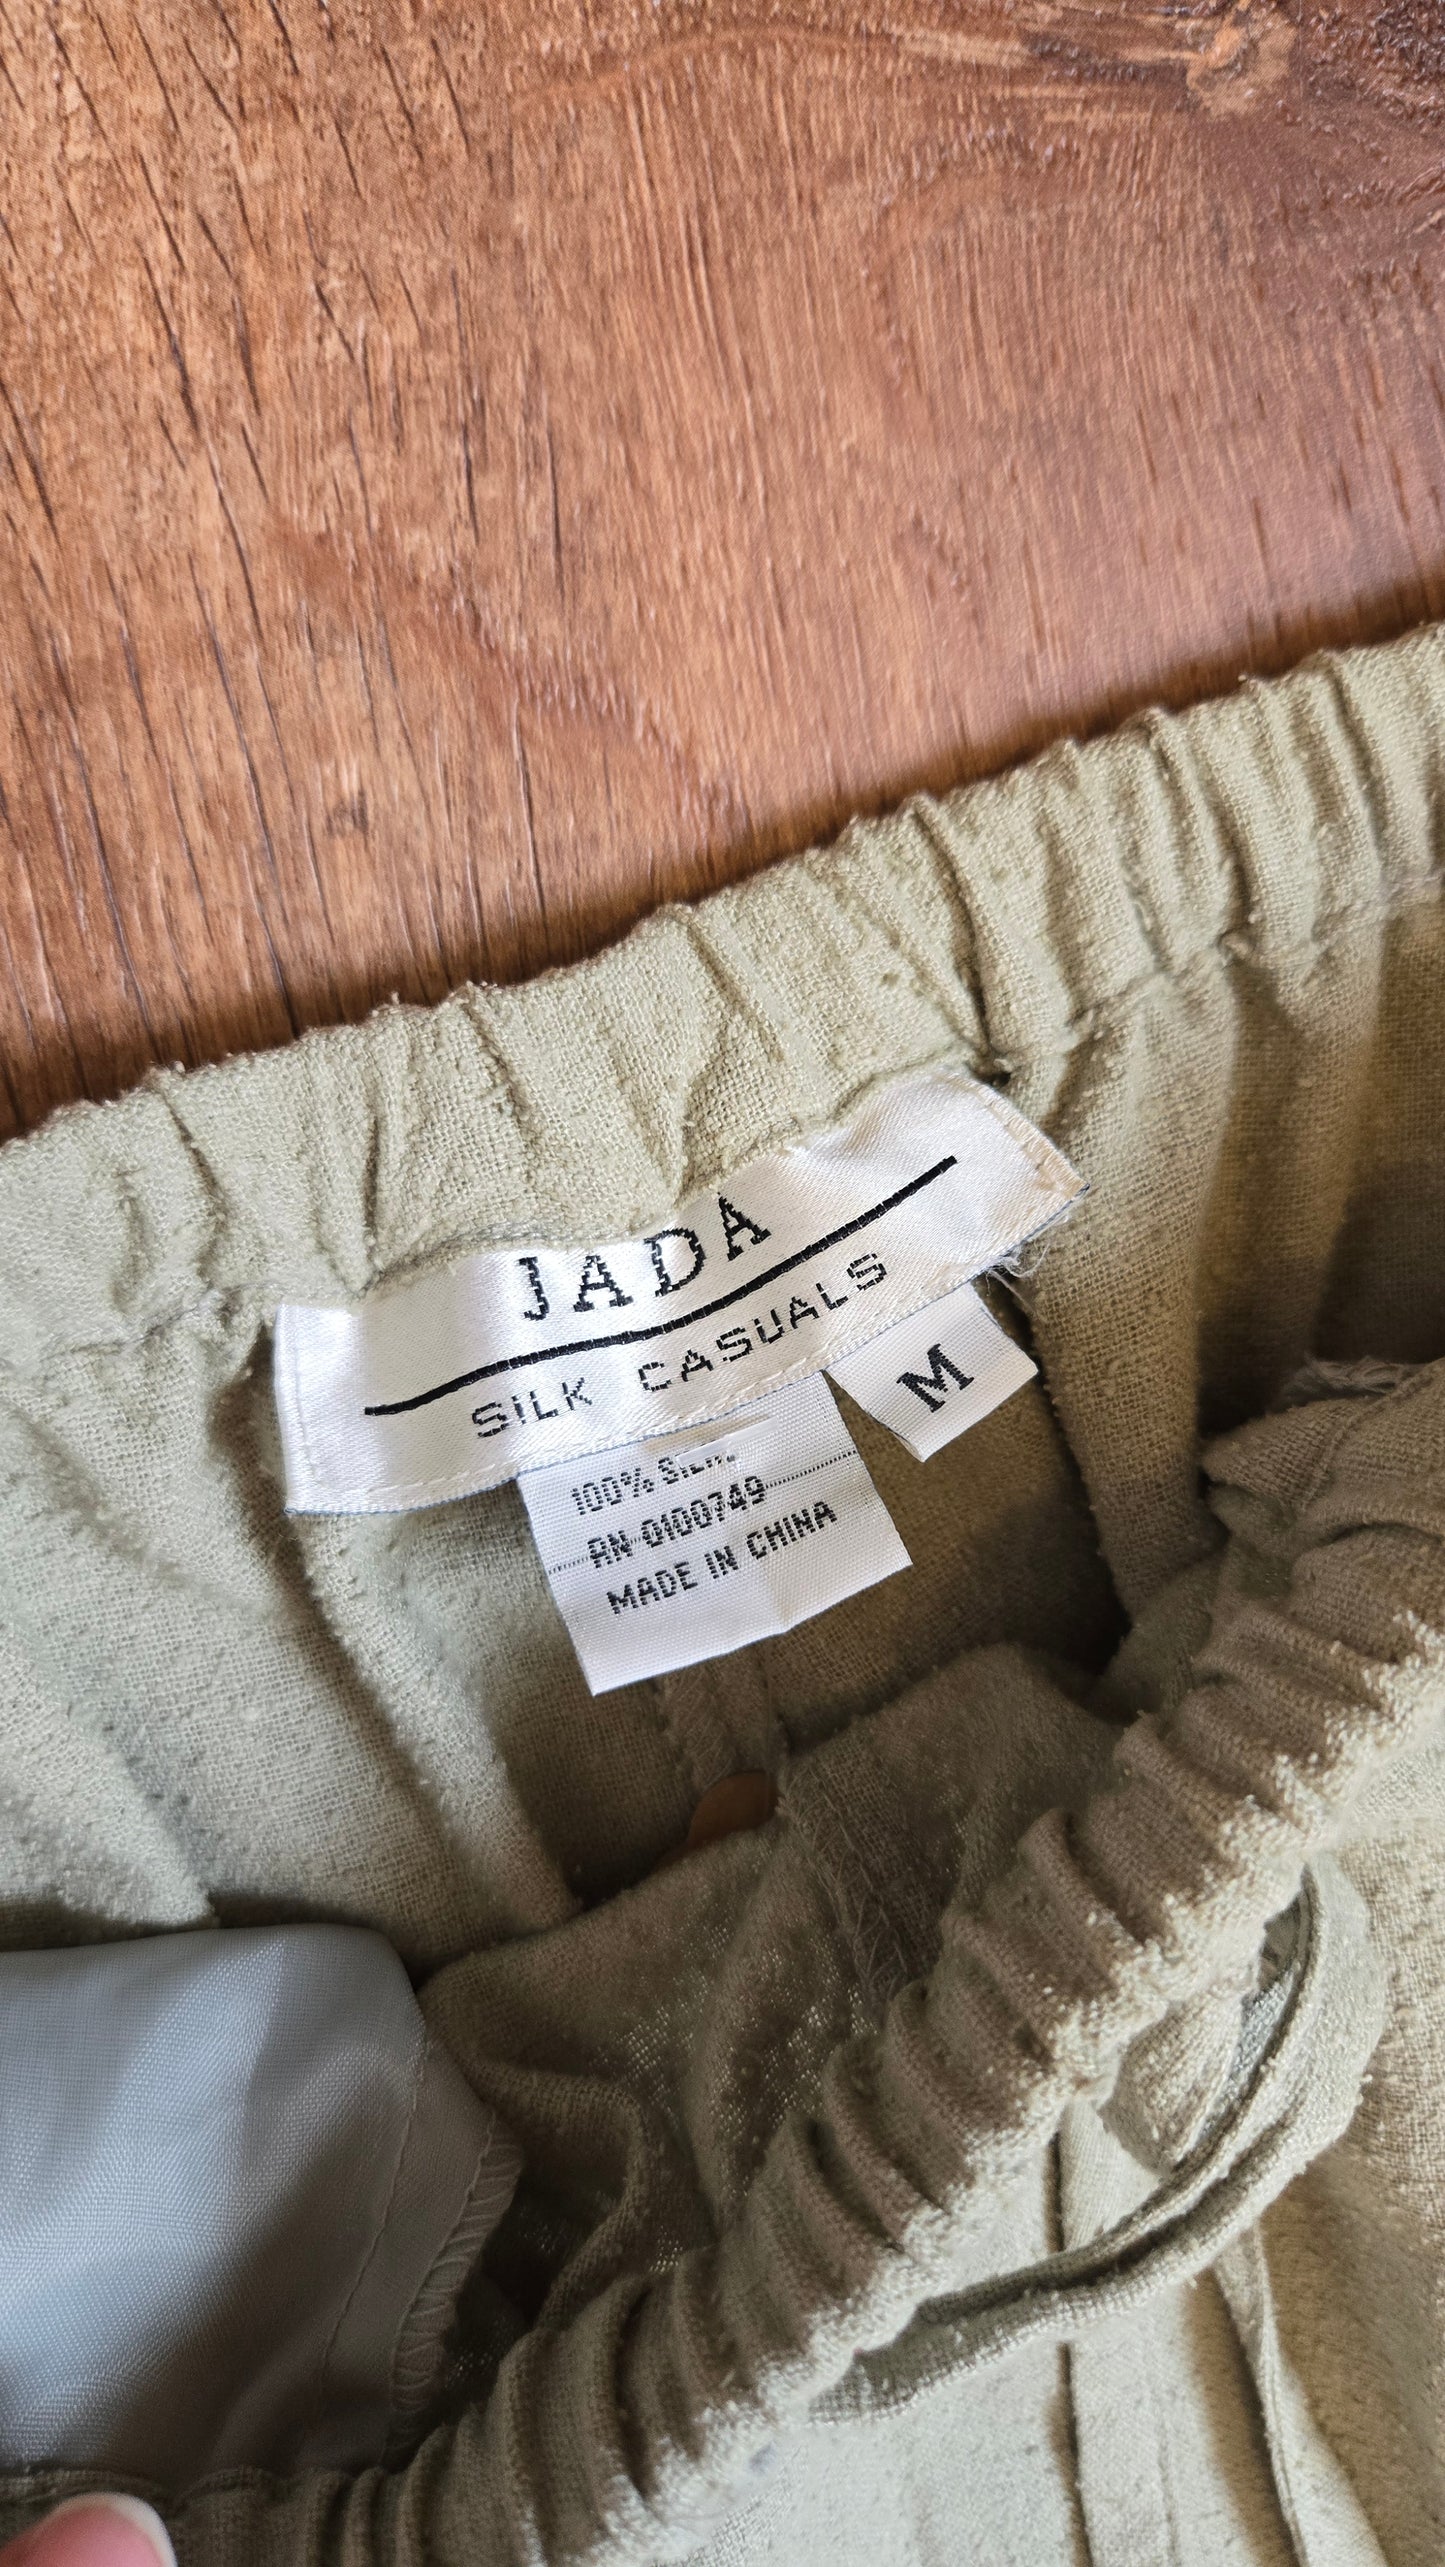 JADA
SILK CASUALS
M
100% SILK
RN 0100749
MADE IN CHINA